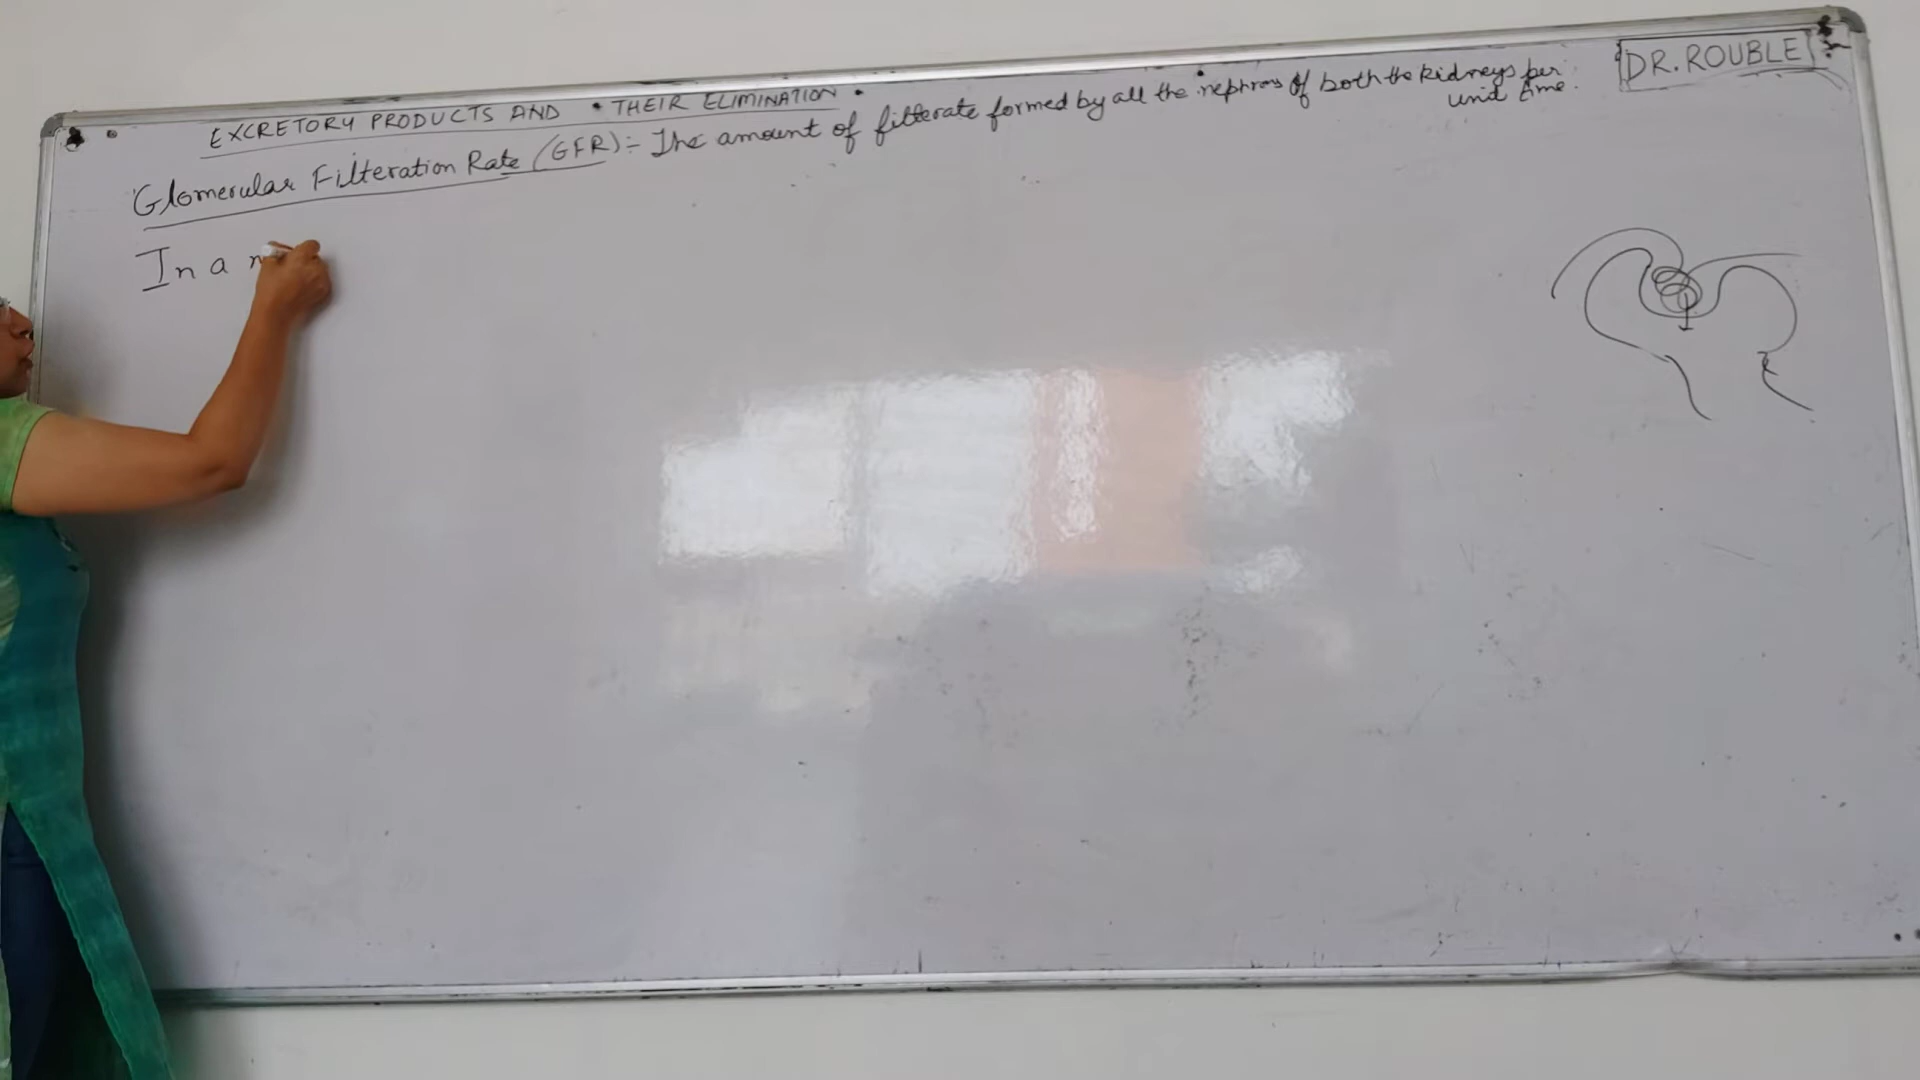 DR. ROUBLE
EXCRETORY PRODUCTS AND • THEIR ELIMINATION •
Glomerular Filteration Rate (GFR):- The amount of filterate formed by all the nephrons of both the kidneys per
unit time.
In a n